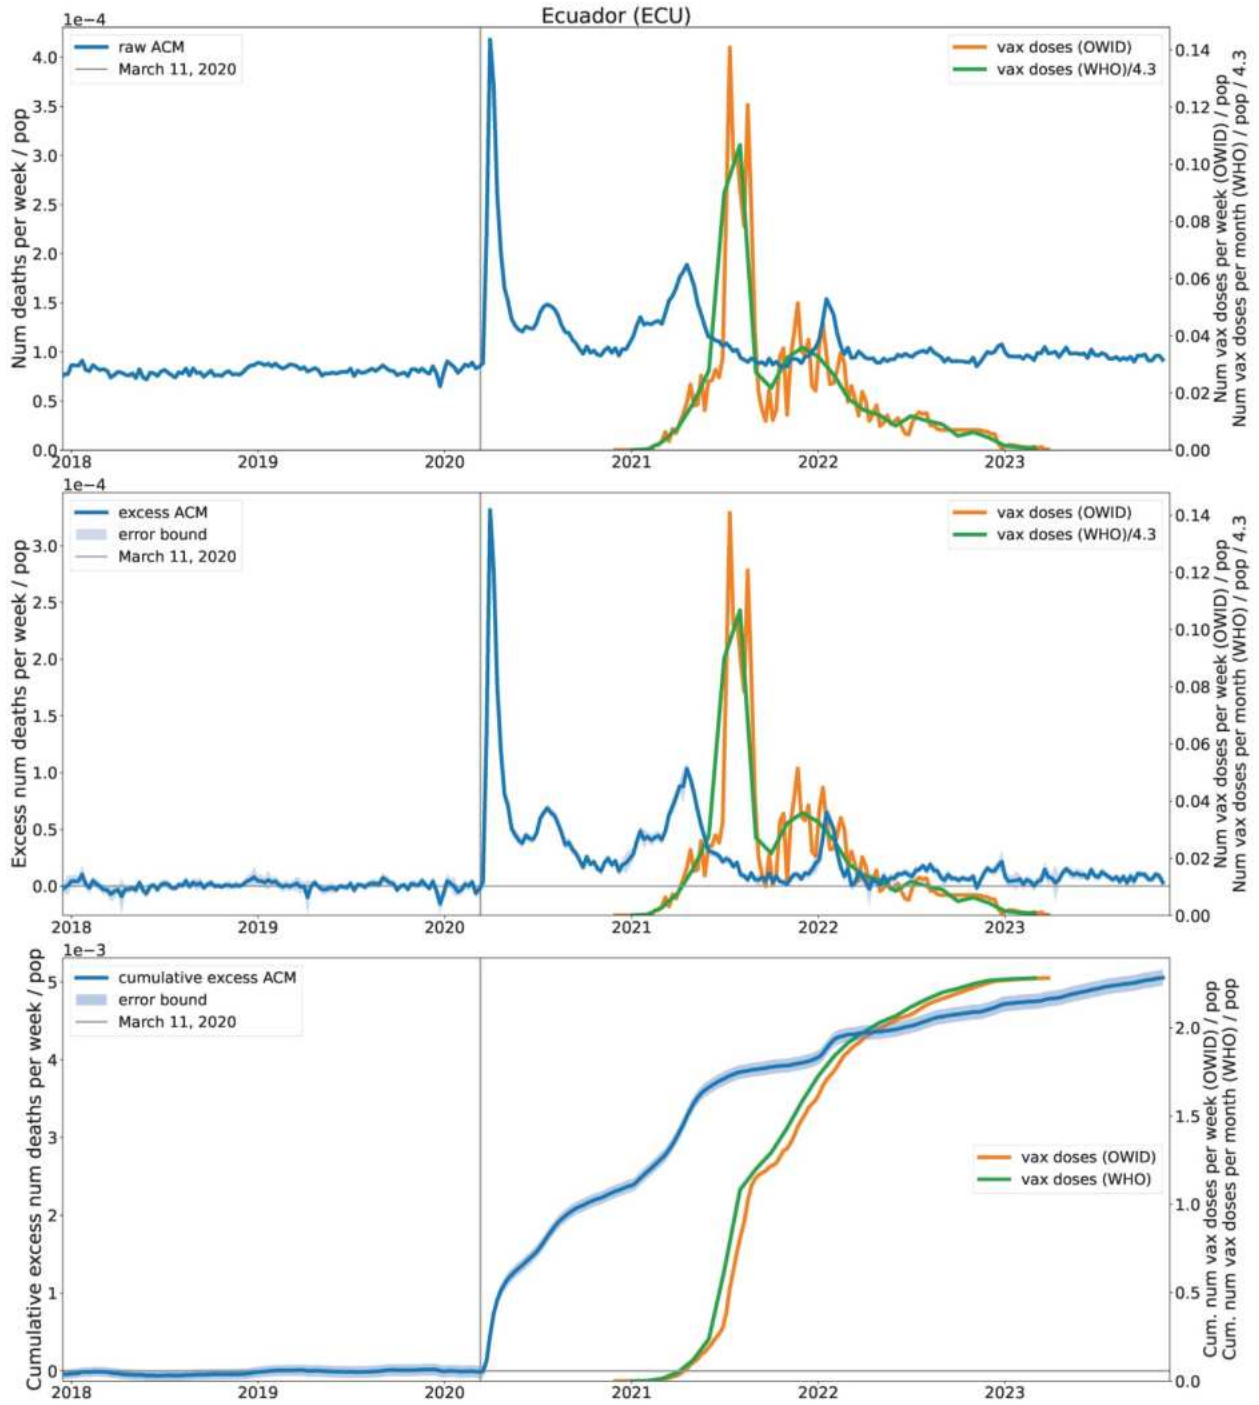 Ecuador (ECU)
1e−4
raw ACM
March 11, 2020
vax doses (OWID)
vax doses (WHO)/4.3
Num deaths per week / pop
4.0
3.5
3.0
2.5
2.0
1.5
1.0
0.5
0.0
0.14
0.12
0.10
0.08
0.06
0.04
0.02
0.00
Num vax doses per week (OWID) / pop
Num vax doses per month (WHO) / pop / 4.3
2018 2019 2020 2021 2022 2023
1e−4
excess ACM
error bound
March 11, 2020
vax doses (OWID)
vax doses (WHO)/4.3
Excess num deaths per week / pop
3.0
2.5
2.0
1.5
1.0
0.5
0.0
0.14
0.12
0.10
0.08
0.06
0.04
0.02
0.00
Num vax doses per week (OWID) / pop
Num vax doses per month (WHO) / pop / 4.3
2018 2019 2020 2021 2022 2023
1e−3
cumulative excess ACM
error bound
March 11, 2020
vax doses (OWID)
vax doses (WHO)
Cumulative excess num deaths per week / pop
5
4
3
2
1
0
2.0
1.5
1.0
0.5
0.0
Cum. num vax doses per week (OWID) / pop
Cum. num vax doses per month (WHO) / pop
2018 2019 2020 2021 2022 2023